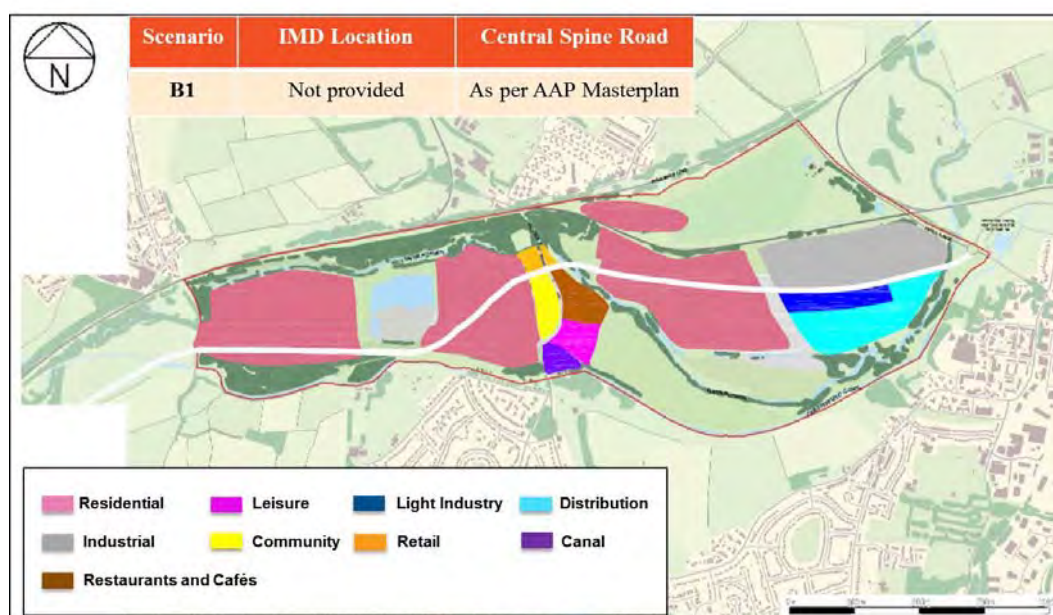 Scenario IMD Location Central Spine Road
B1 Not provided As per AAP Masterplan
N
Residential Leisure Light Industry Distribution
Industrial Community Retail Canal
Restaurants and Cafés